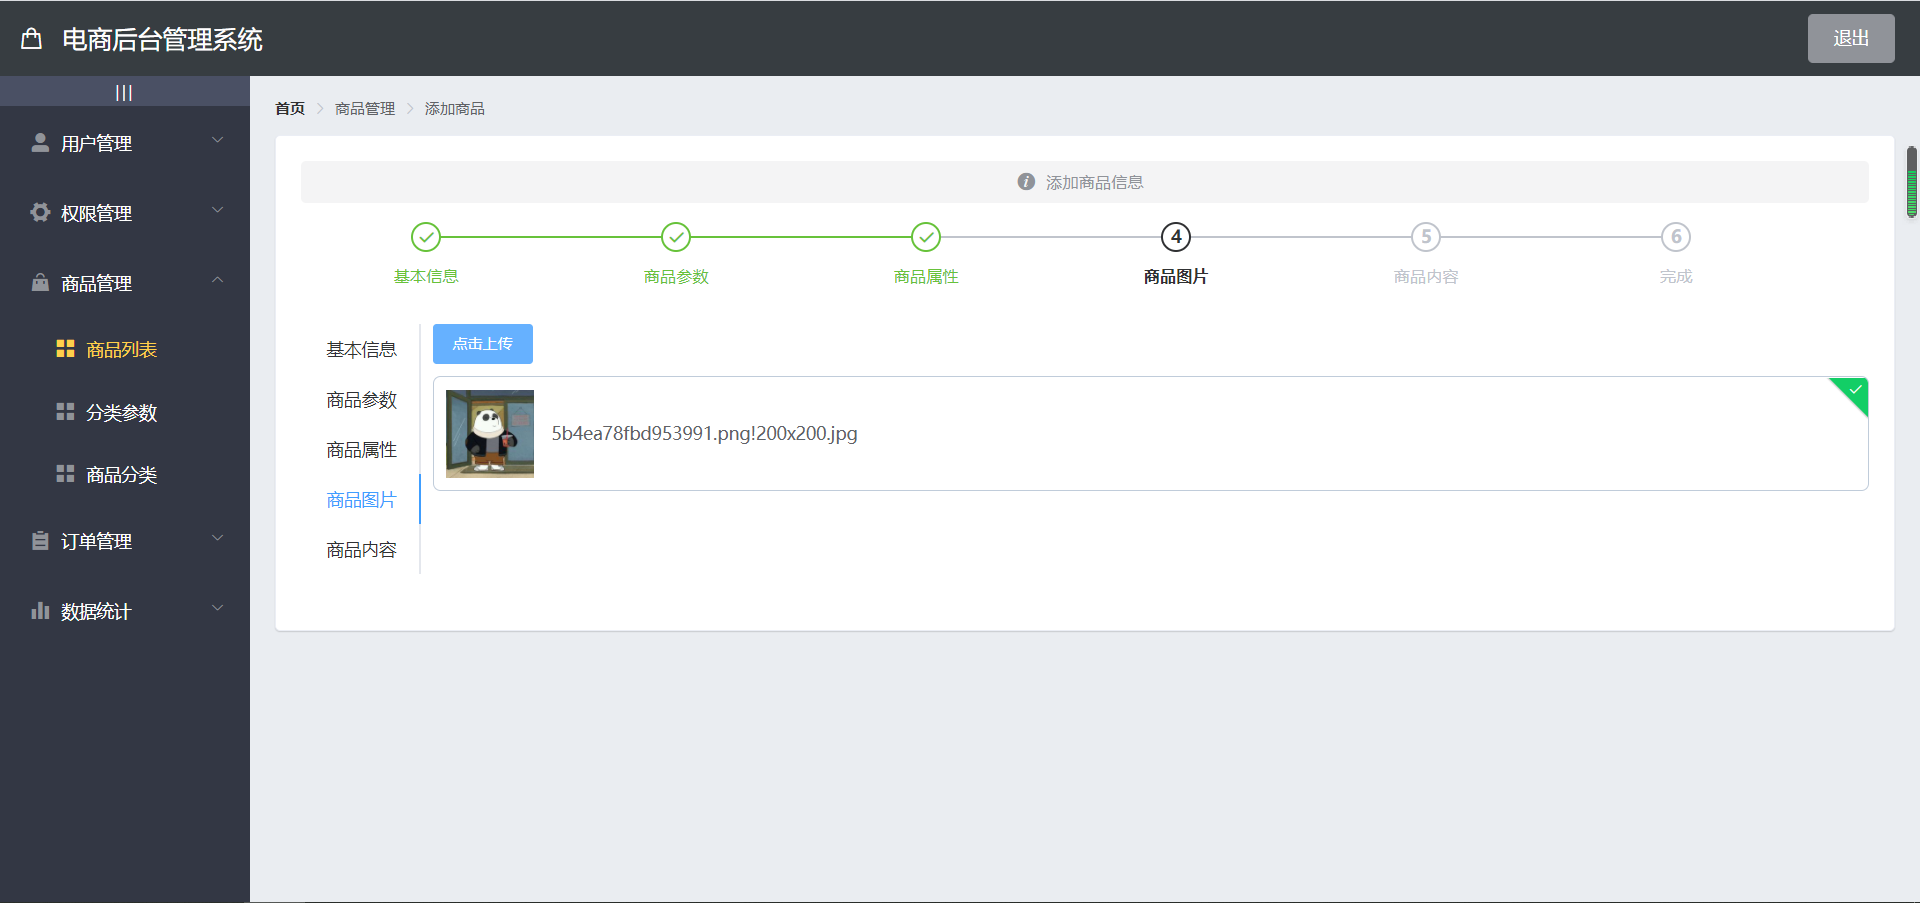 电商后台管理系统
退出
|||
用户管理
权限管理
商品管理
商品列表
分类参数
商品分类
订单管理
数据统计
首页 商品管理 添加商品
添加商品信息
4 5 6
基本信息 商品参数 商品属性 商品图片 商品内容 完成
基本信息
商品参数
商品属性
商品图片
商品内容
点击上传
5b4ea78fbd953991.png!200x200.jpg